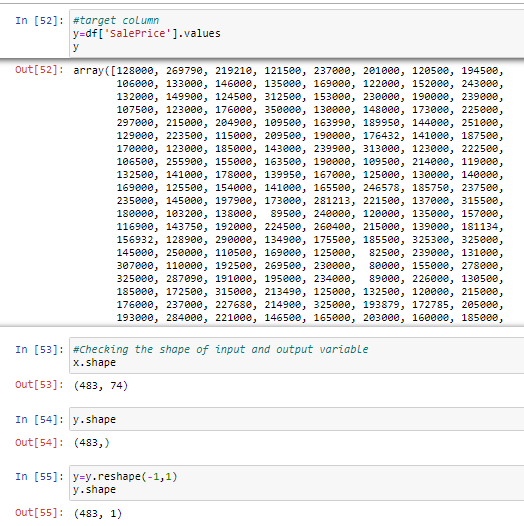 In [52]: #target column
y=df['SalePrice'].values
y
Out[52]: array([128000, 269790, 219210, 121500, 237000, 201000, 120500, 194500,
106000, 133000, 146000, 135000, 169000, 122000, 152000, 243000,
132000, 149900, 124500, 312500, 153000, 230000, 190000, 239000,
107500, 123000, 176000, 350000, 130000, 148000, 173000, 225000,
297000, 215000, 204900, 109500, 163990, 189950, 144000, 251000,
129000, 223500, 115000, 209500, 190000, 176432, 141000, 187500,
170000, 123000, 185000, 143000, 239900, 313000, 123000, 222500,
106500, 255900, 155000, 163500, 190000, 109500, 214000, 119000,
132500, 141000, 178000, 139950, 167000, 125000, 130000, 140000,
169000, 125500, 154000, 141000, 165500, 246578, 185750, 237500,
235000, 145000, 197900, 173000, 281213, 221500, 137000, 315500,
180000, 103200, 138000, 89500, 240000, 120000, 135000, 157000,
116900, 143750, 192000, 224500, 260400, 215000, 139000, 181134,
156932, 128900, 290000, 134900, 175500, 185500, 325300, 325000,
145000, 250000, 110500, 169000, 125000, 82500, 239000, 131000,
307000, 110000, 192500, 269500, 230000, 80000, 155000, 278000,
325000, 287090, 191000, 195000, 234000, 89000, 226000, 130500,
185000, 172500, 315000, 213490, 125000, 132500, 120000, 215000,
176000, 237000, 227680, 214900, 325000, 193879, 172785, 205000,
193000, 284000, 221000, 146500, 165000, 203000, 160000, 185000,
In [53]: #Checking the shape of input and output variable
x.shape
Out[53]: (483, 74)
In [54]: y.shape
Out[54]: (483,)
In [55]: y=y.reshape(-1,1)
y.shape
Out[55]: (483, 1)